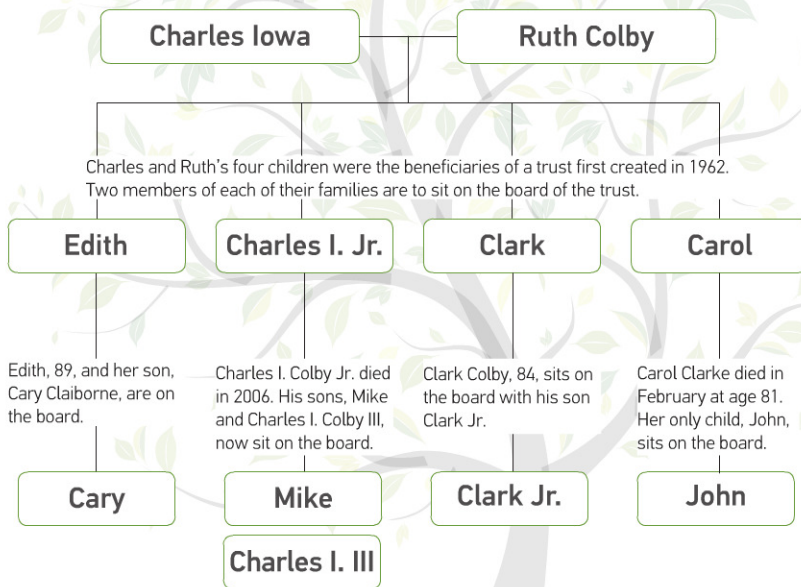 Charles Iowa
Ruth Colby
Charles and Ruth's four children were the beneficiaries of a trust first created in 1962.
Two members of each of their families are to sit on the board of the trust.
Edith
Charles I. Jr.
Clark
Carol
Edith, 89, and her son,
Cary Claiborne, are on
the board.
Charles I. Colby Jr. died
in 2006. His sons, Mike
and Charles I. Colby III,
now sit on the board.
Clark Colby, 84, sits on
the board with his son
Clark Jr.
Carol Clarke died in
February at age 81.
Her only child, John,
sits on the board.
Cary
Mike
Clark Jr.
John
Charles I. III